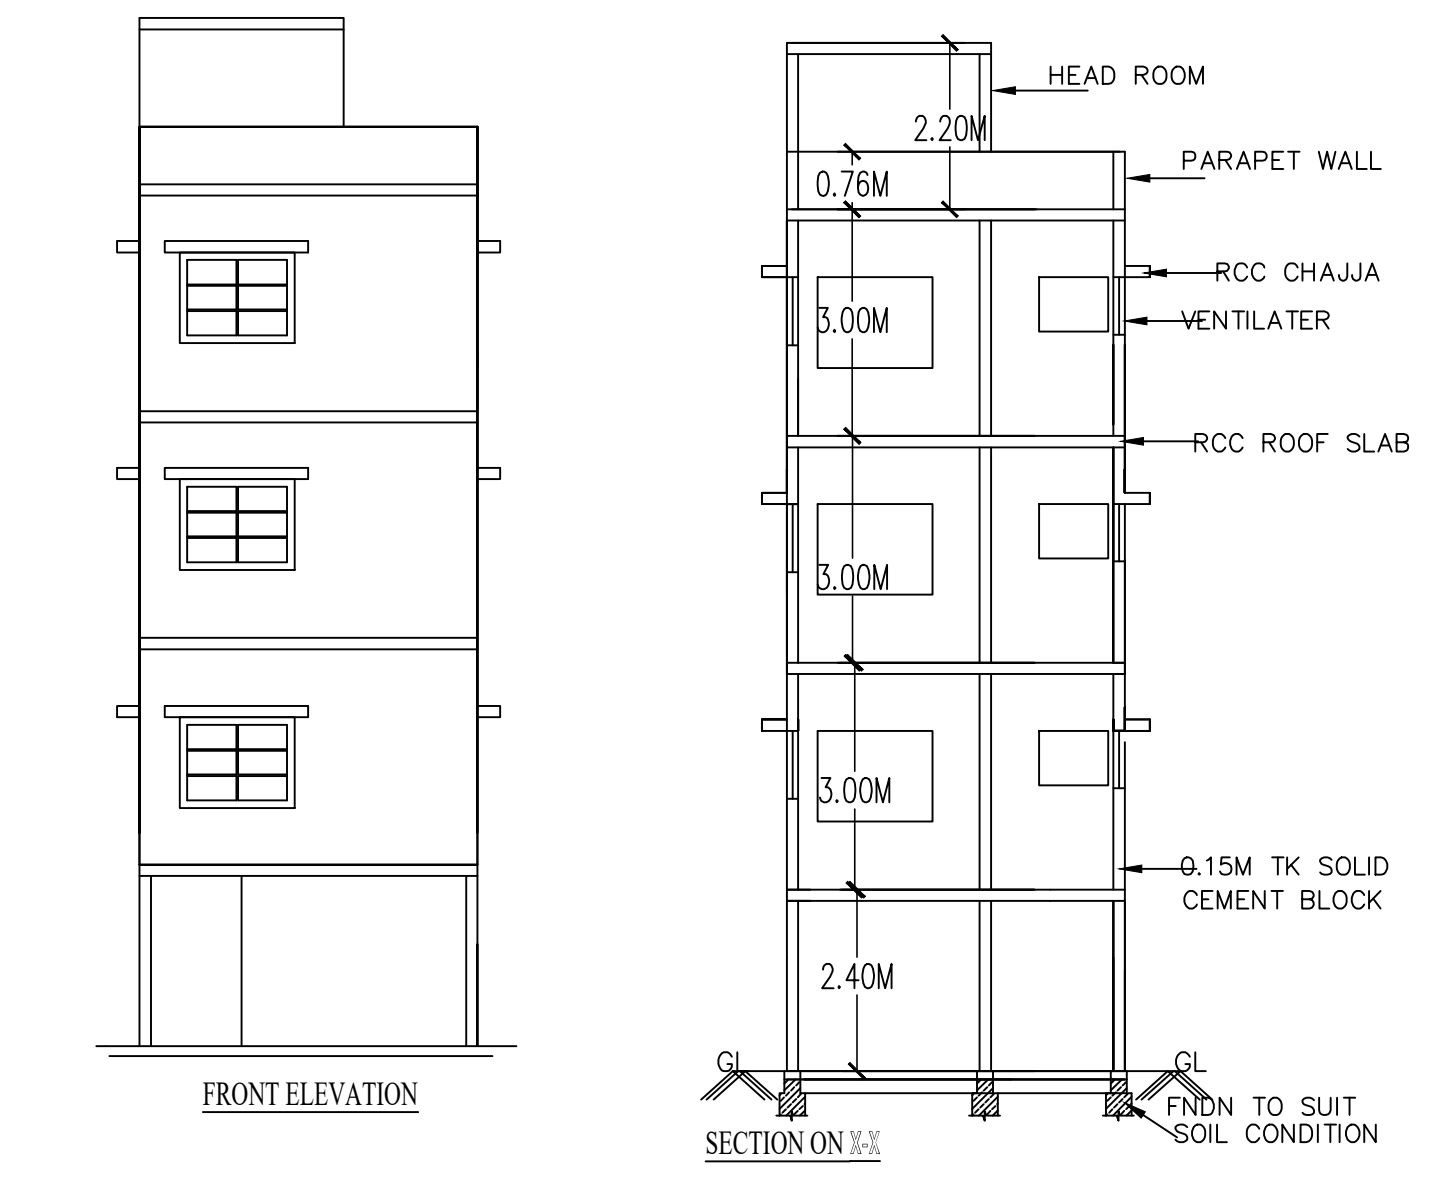 HEAD ROOM
2.20M
PARAPET WALL
0.76M
RCC CHAJJA
3.00M
VENTILATER
RCC ROOF SLAB
3.00M
3.00M
0.15M TK SOLID
CEMENT BLOCK
2.40M
GL
GL
FRONT ELEVATION
FNDN TO SUIT
SOIL CONDITION
SECTION ON X-X